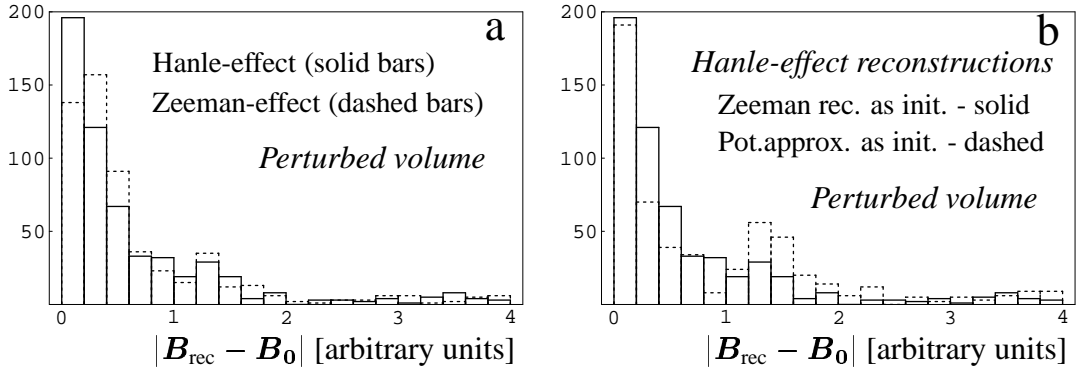 a
200
150
100
50
Hanle-effect (solid bars)
Zeeman-effect (dashed bars)
Perturbed volume
0 1 2 3 4
|B_rec − B_0| [arbitrary units]
b
200
150
100
50
Hanle-effect reconstructions
Zeeman rec. as init. - solid
Pot.approx. as init. - dashed
Perturbed volume
0 1 2 3 4
|B_rec − B_0| [arbitrary units]